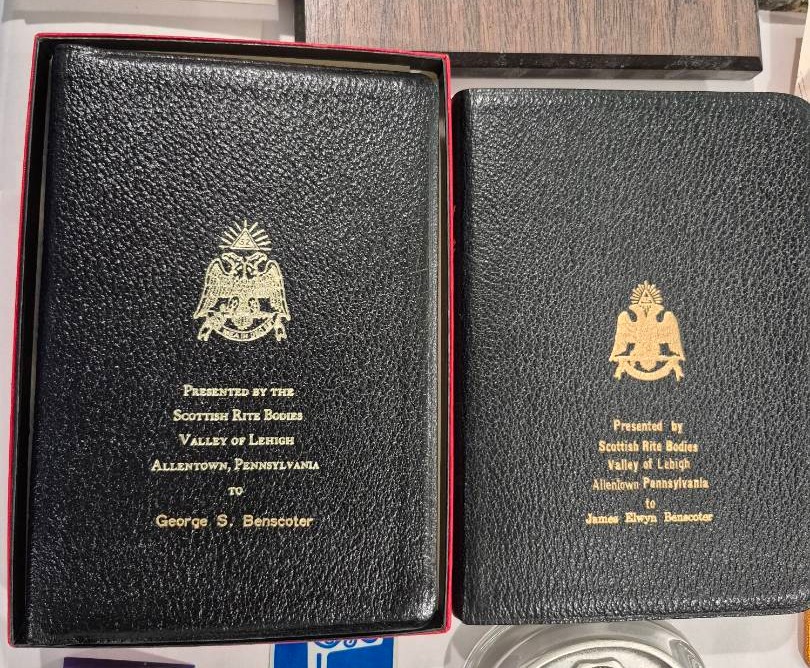 32
PRESENTED BY THE
SCOTTISH RITE BODIES
VALLEY OF LEHIGH
ALLENTOWN, PENNSYLVANIA
TO
George S. Benscoter
Presented by
Scottish Rite Bodies
Valley of Lehigh
Allentown Pennsylvania
to
James Elwyn Benscoter